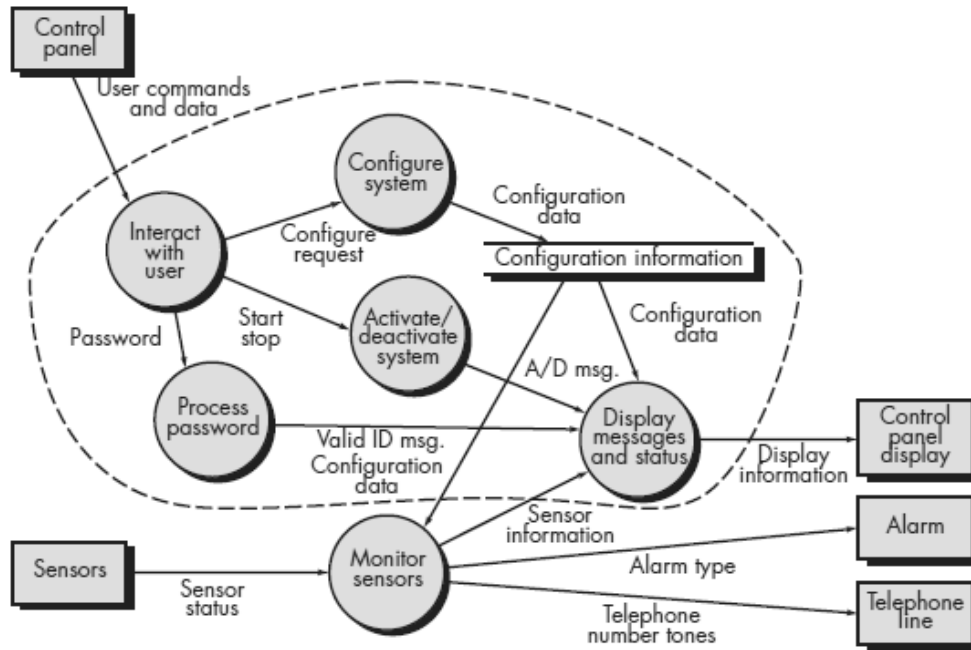 Control
panel
User commands
and data
Configure
system
Configuration
data
Interact
with
user
Configure
request
Configuration information
Password
Start
stop
Activate/
deactivate
system
Configuration
data
A/D msg.
Process
password
Display
messages
and status
Control
panel
display
Valid ID msg.
Configuration
data
Display
information
Sensor
information
Alarm
Sensors
Sensor
status
Monitor
sensors
Alarm type
Telephone
number tones
Telephone
line